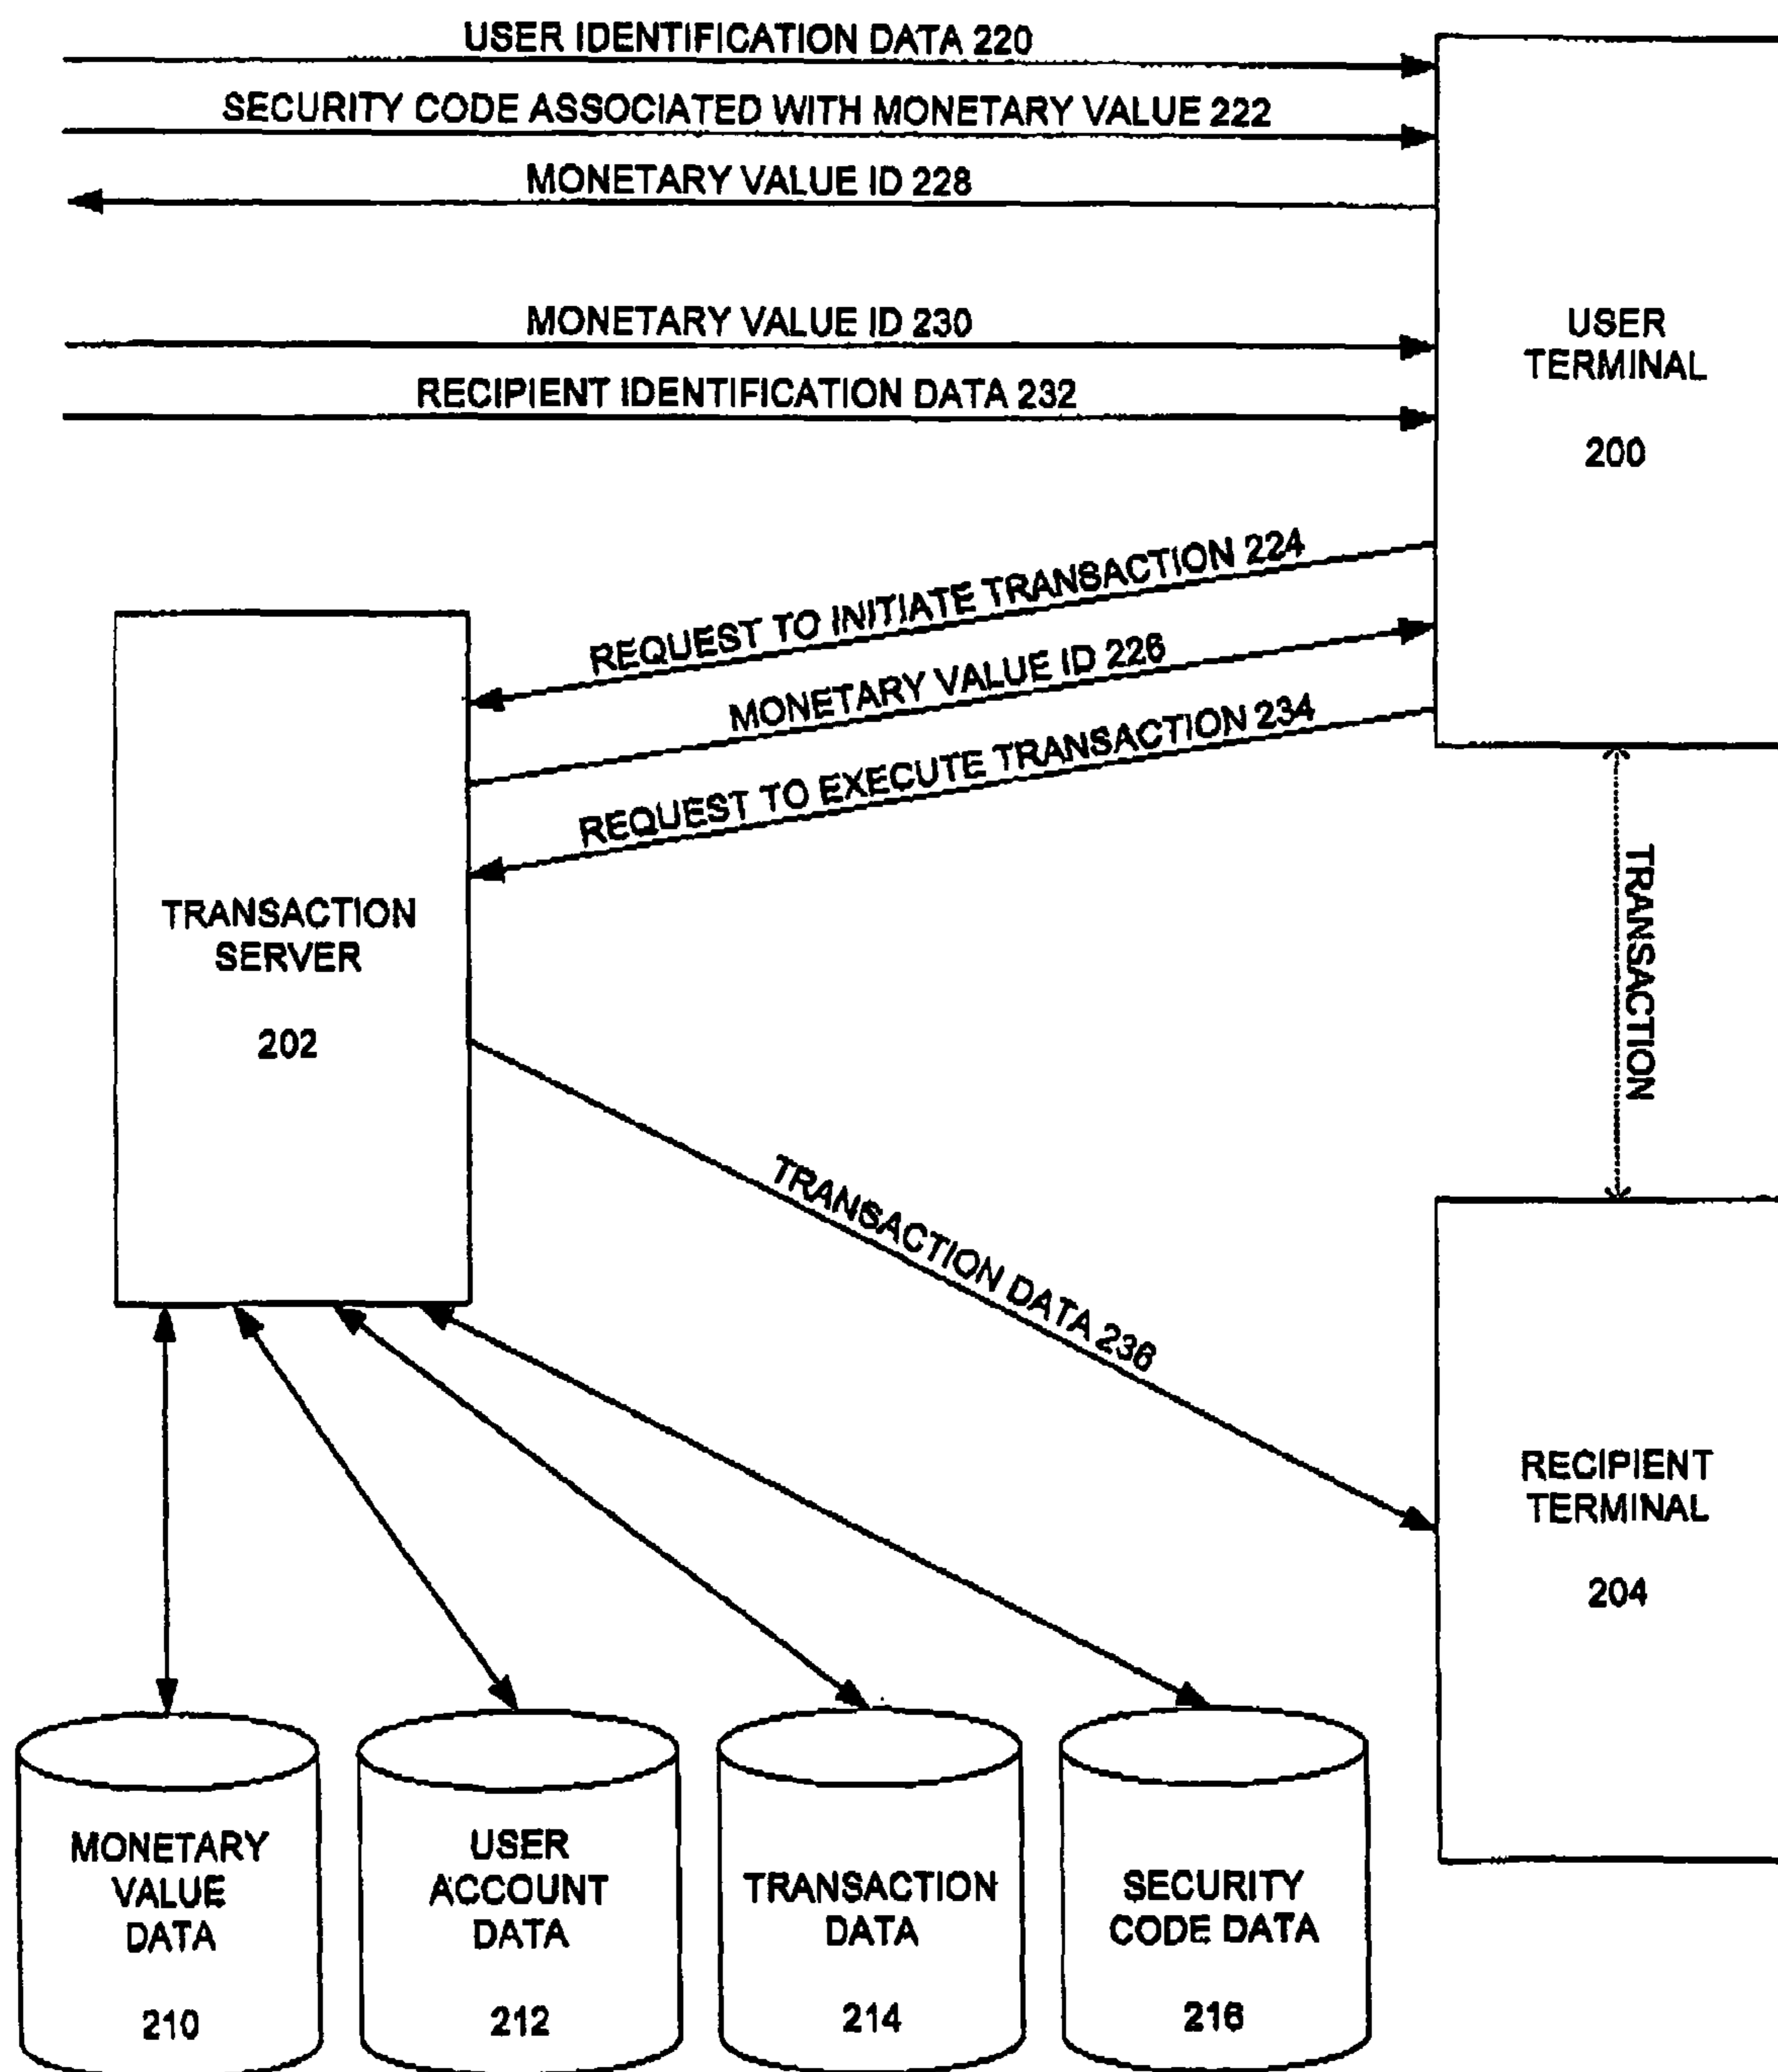 USER IDENTIFICATION DATA 220
SECURITY CODE ASSOCIATED WITH MONETARY VALUE 222
MONETARY VALUE ID 228
MONETARY VALUE ID 230
RECIPIENT IDENTIFICATION DATA 232
USER
TERMINAL
200
REQUEST TO INITIATE TRANSACTION 224
MONETARY VALUE ID 226
REQUEST TO EXECUTE TRANSACTION 234
TRANSACTION
SERVER
202
TRANSACTION
TRANSACTION DATA 236
RECIPIENT
TERMINAL
204
MONETARY
VALUE
DATA
210
USER
ACCOUNT
DATA
212
TRANSACTION
DATA
214
SECURITY
CODE DATA
216